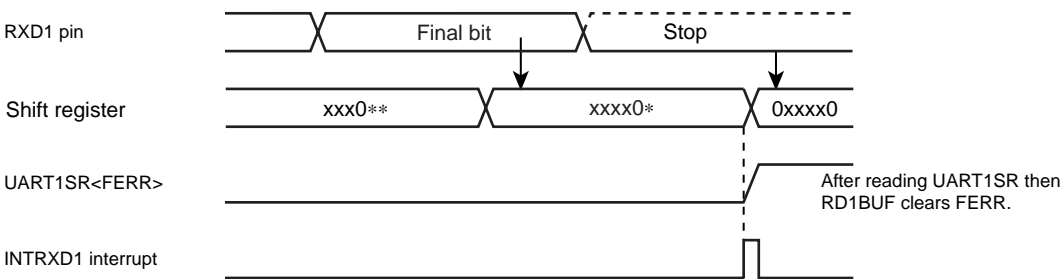 RXD1 pin
Final bit
Stop
Shift register
xxx0**
xxxx0*
0xxxx0
UART1SR<FERR>
After reading UART1SR then
RD1BUF clears FERR.
INTRXD1 interrupt